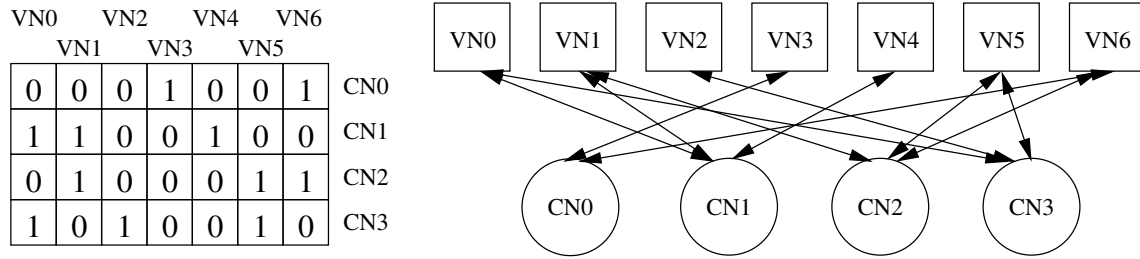 VN0 VN2 VN4 VN6
VN1 VN3 VN5
0 0 0 1 0 0 1 CN0
1 1 0 0 1 0 0 CN1
0 1 0 0 0 1 1 CN2
1 0 1 0 0 1 0 CN3
VN0 VN1 VN2 VN3 VN4 VN5 VN6
CN0 CN1 CN2 CN3